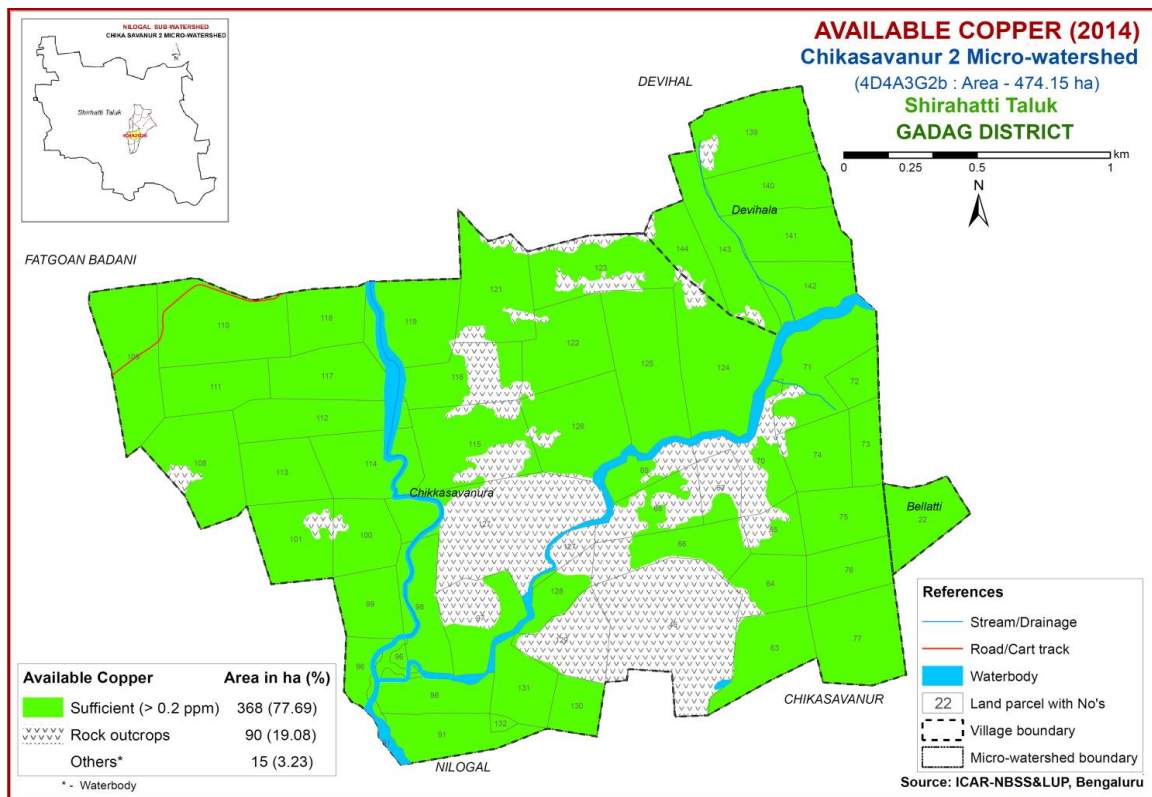 NILOGAL SUB-WATERSHED
CHIKA SAVANUR 2 MICRO-WATERSHED
N
Shirhatti Taluk
AVAILABLE COPPER (2014)
Chikasavanur 2 Micro-watershed
(4D4A3G2b : Area - 474.15 ha)
Shirahatti Taluk
GADAG DISTRICT
km
0 0.25 0.5 1
N
DEVIHAL
FATGOAN BADANI
139
140
Devihala
141
144
143
142
123
121
110
118
119
122
125
124
71
72
109
111
117
116
112
126
115
114
113
108
74
73
70
69
67
68
Chikkasavanura
127
127
65
75
Bellatti
22
101
100
66
76
64
99
98
97
128
129
63
77
96
96
96
131
130
132
91
CHIKASAVANUR
NILOGAL
Available Copper Area in ha (%)
Sufficient (> 0.2 ppm) 368 (77.69)
Rock outcrops 90 (19.08)
Others* 15 (3.23)
* - Waterbody
References
Stream/Drainage
Road/Cart track
Waterbody
22 Land parcel with No's
Village boundary
Micro-watershed boundary
Source: ICAR-NBSS&LUP, Bengaluru